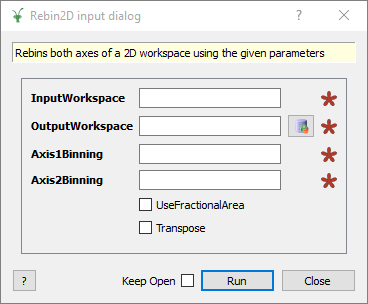 Rebin2D input dialog
?
Rebins both axes of a 2D workspace using the given parameters
InputWorkspace
OutputWorkspace
Axis1Binning
Axis2Binning
UseFractionalArea
Transpose
? Keep Open Run Close